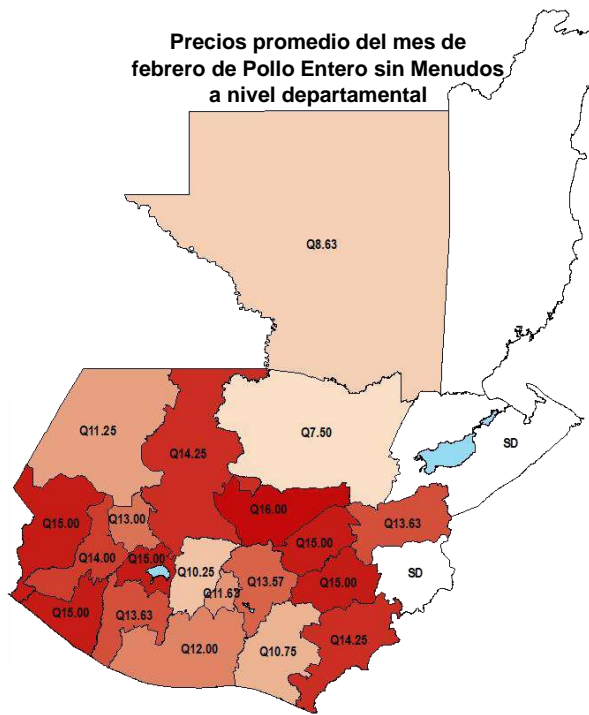 Precios promedio del mes de
febrero de Pollo Entero sin Menudos
a nivel departamental
Q8.63
Q11.25
Q14.25
Q7.50
SD
Q15.00
Q13.00
Q16.00
Q13.63
Q14.00
Q15.00
Q15.00
Q10.25
Q13.57
Q15.00
SD
Q11.63
Q15.00
Q13.63
Q12.00
Q10.75
Q14.25